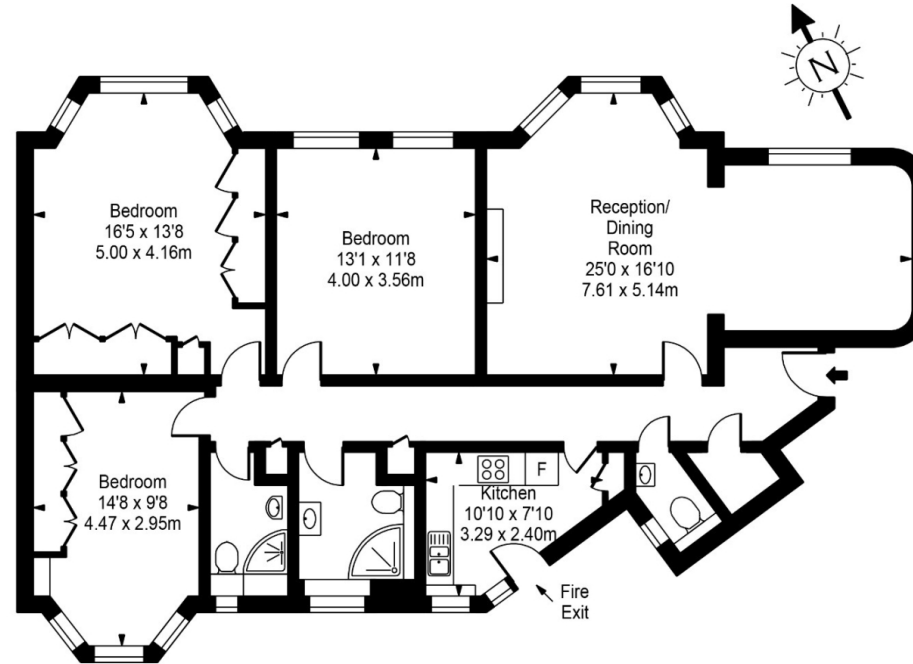 N
Bedroom
16'5 x 13'8
5.00 x 4.16m
Bedroom
13'1 x 11'8
4.00 x 3.56m
Reception/
Dining
Room
25'0 x 16'10
7.61 x 5.14m
Bedroom
14'8 x 9'8
4.47 x 2.95m
F
Kitchen
10'10 x 7'10
3.29 x 2.40m
Fire
Exit